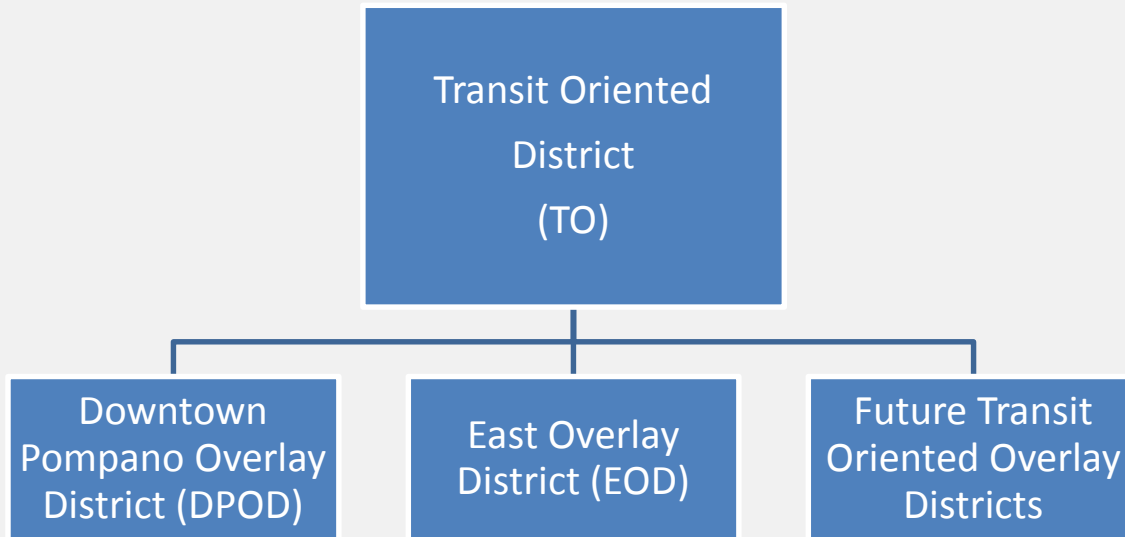 Transit Oriented
District
(TO)
Downtown
Pompano Overlay
District (DPOD)
East Overlay
District (EOD)
Future Transit
Oriented Overlay
Districts